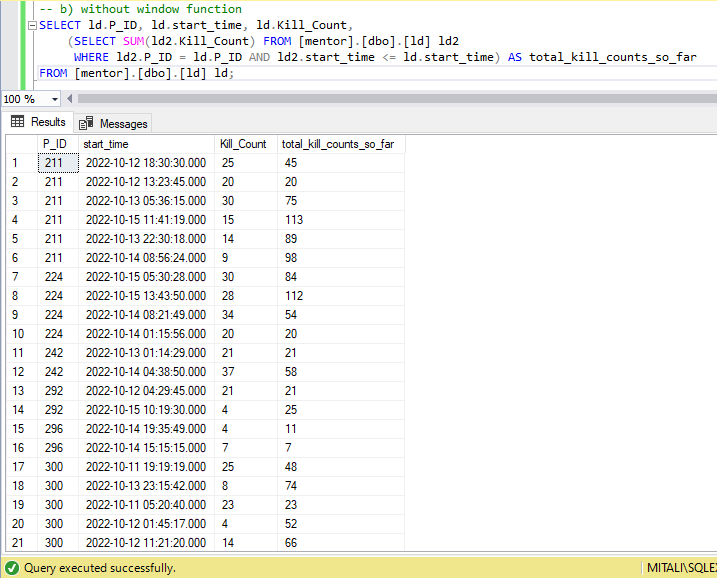 -- b) without window function
SELECT ld.P_ID, ld.start_time, ld.Kill_Count,
(SELECT SUM(ld2.Kill_Count) FROM [mentor].[dbo].[ld] ld2
WHERE ld2.P_ID = ld.P_ID AND ld2.start_time <= ld.start_time) AS total_kill_counts_so_far
FROM [mentor].[dbo].[ld] ld;
100 %
Results Messages
P_ID start_time Kill_Count total_kill_counts_so_far
1 211 2022-10-12 18:30:30.000 25 45
2 211 2022-10-12 13:23:45.000 20 20
3 211 2022-10-13 05:36:15.000 30 75
4 211 2022-10-15 11:41:19.000 15 113
5 211 2022-10-13 22:30:18.000 14 89
6 211 2022-10-14 08:56:24.000 9 98
7 224 2022-10-15 05:30:28.000 30 84
8 224 2022-10-15 13:43:50.000 28 112
9 224 2022-10-14 08:21:49.000 34 54
10 224 2022-10-14 01:15:56.000 20 20
11 242 2022-10-13 01:14:29.000 21 21
12 242 2022-10-14 04:38:50.000 37 58
13 292 2022-10-12 04:29:45.000 21 21
14 292 2022-10-15 10:19:30.000 4 25
15 296 2022-10-14 19:35:49.000 4 11
16 296 2022-10-14 15:15:15.000 7 7
17 300 2022-10-11 19:19:19.000 25 48
18 300 2022-10-13 23:15:42.000 8 74
19 300 2022-10-11 05:20:40.000 23 23
20 300 2022-10-12 01:45:17.000 4 52
21 300 2022-10-12 11:21:20.000 14 66
Query executed successfully. MITALI\SQLE